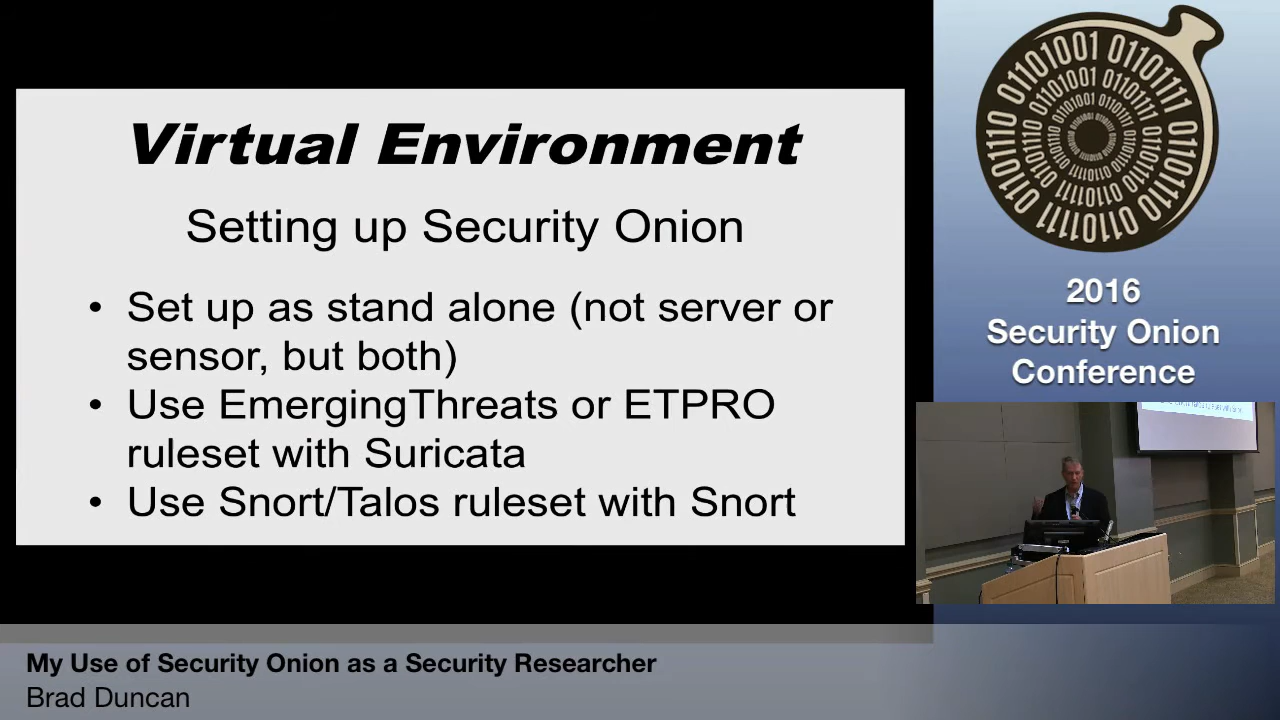 Virtual Environment
Setting up Security Onion
• Set up as stand alone (not server or
sensor, but both)
• Use EmergingThreats or ETPRO
ruleset with Suricata
• Use Snort/Talos ruleset with Snort
2016
Security Onion
Conference
My Use of Security Onion as a Security Researcher
Brad Duncan